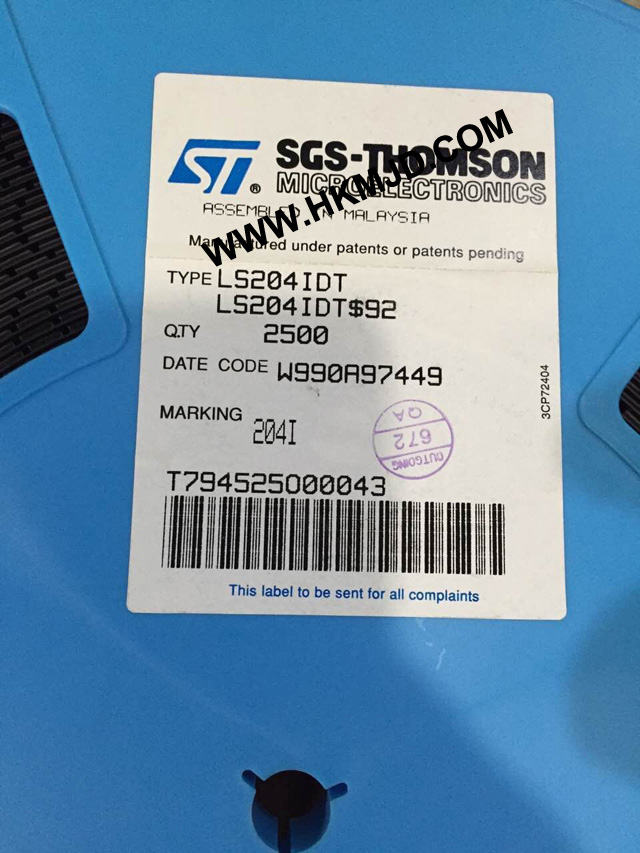 ST ® SGS-THOMSON
MICROELECTRONICS
ASSEMBLED IN MALAYSIA
WWW.HKMJD.COM
Manufactured under patents or patents pending
TYPE LS204IDT
LS204IDT$92
Q.TY 2500
DATE CODE W990A97449
MARKING 204I
OUTGOING
672
QA
3CP72404
T794525000043
This label to be sent for all complaints